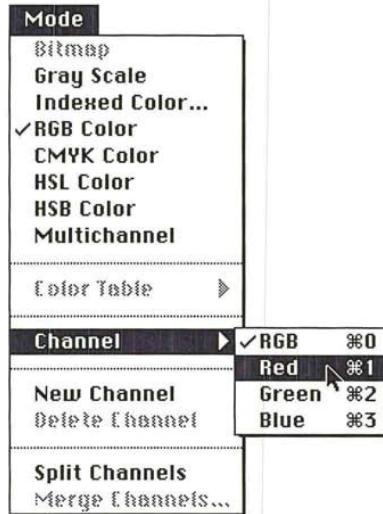 Mode
Bitmap
Gray Scale
Indexed Color...
✓RGB Color
CMYK Color
HSL Color
HSB Color
Multichannel
Color Table
Channel
✓RGB ⌘0
Red ⌘1
Green ⌘2
Blue ⌘3
New Channel
Delete Channel
Split Channels
Merge Channels...